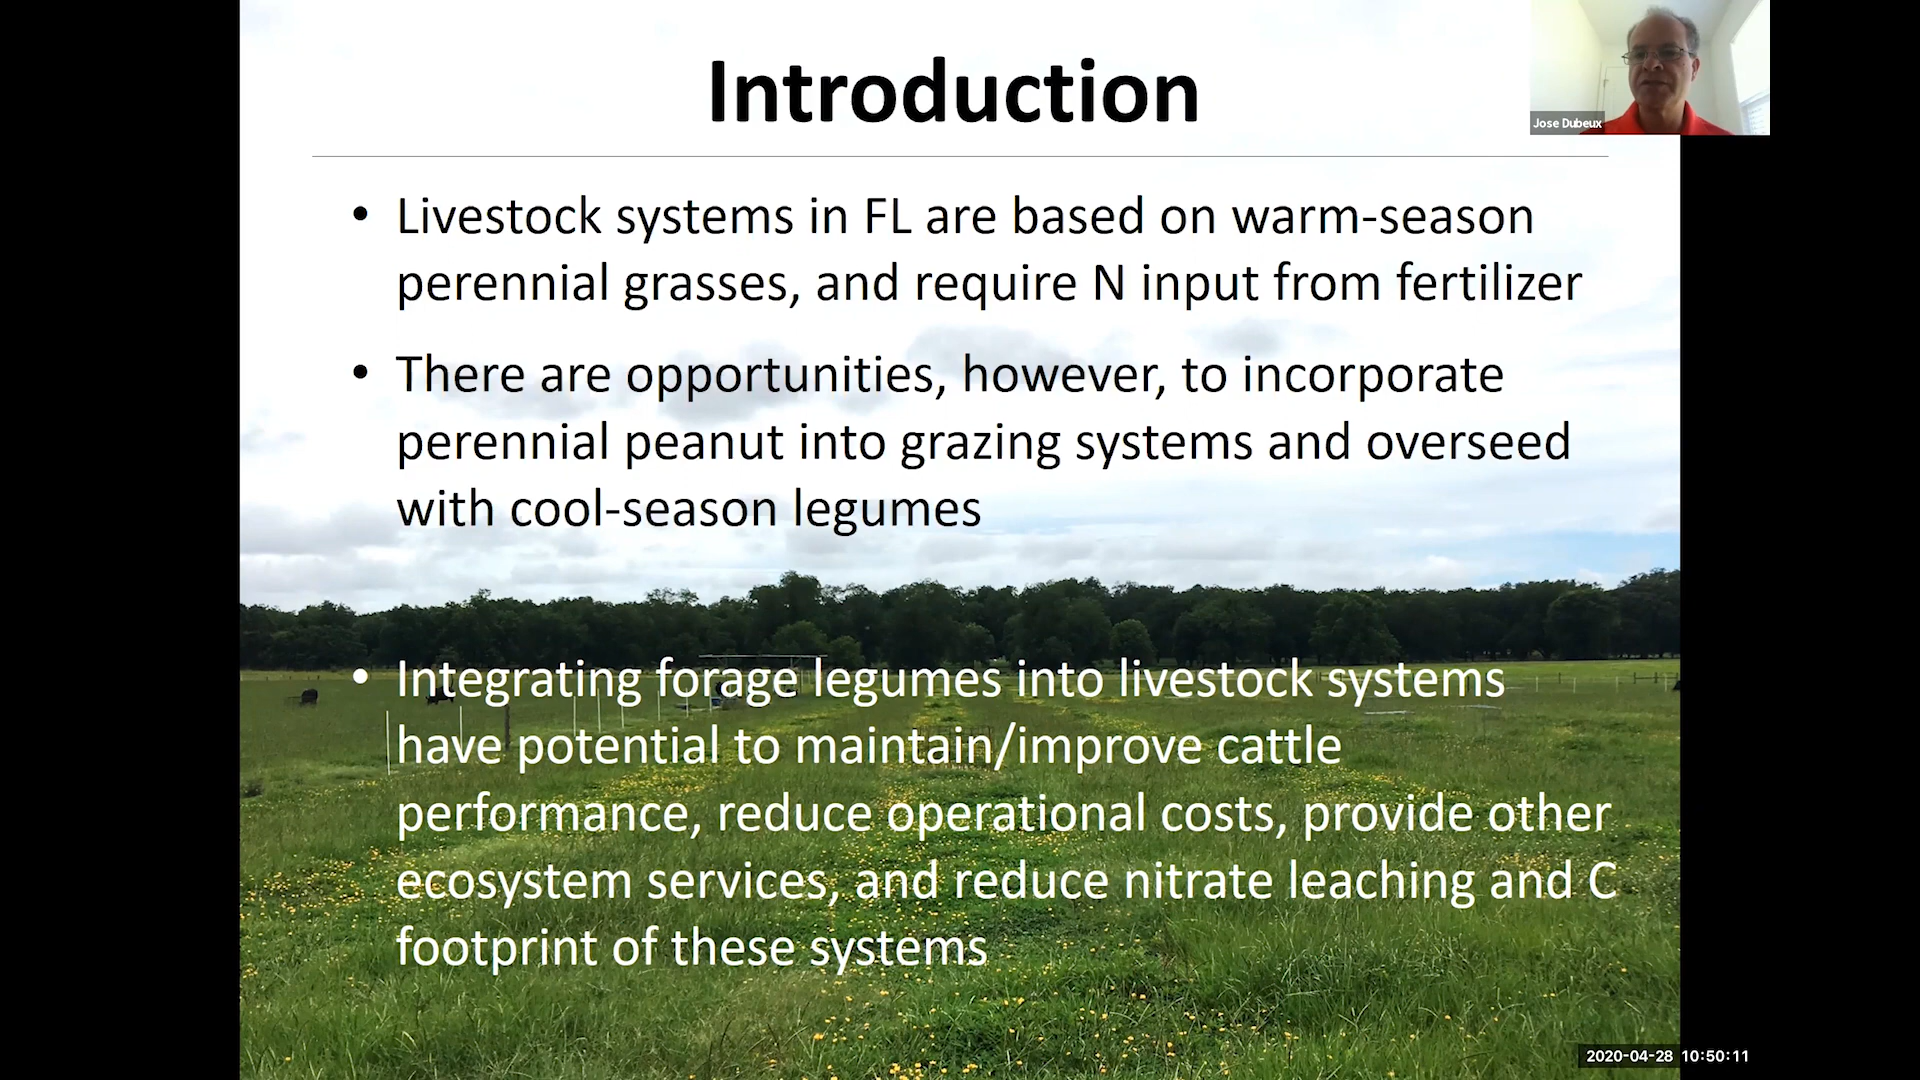 Introduction
Jose Dubeux
• Livestock systems in FL are based on warm-season
perennial grasses, and require N input from fertilizer
• There are opportunities, however, to incorporate
perennial peanut into grazing systems and overseed
with cool-season legumes
• Integrating forage legumes into livestock systems
have potential to maintain/improve cattle
performance, reduce operational costs, provide other
ecosystem services, and reduce nitrate leaching and C
footprint of these systems
2020-04-28 10:50:11